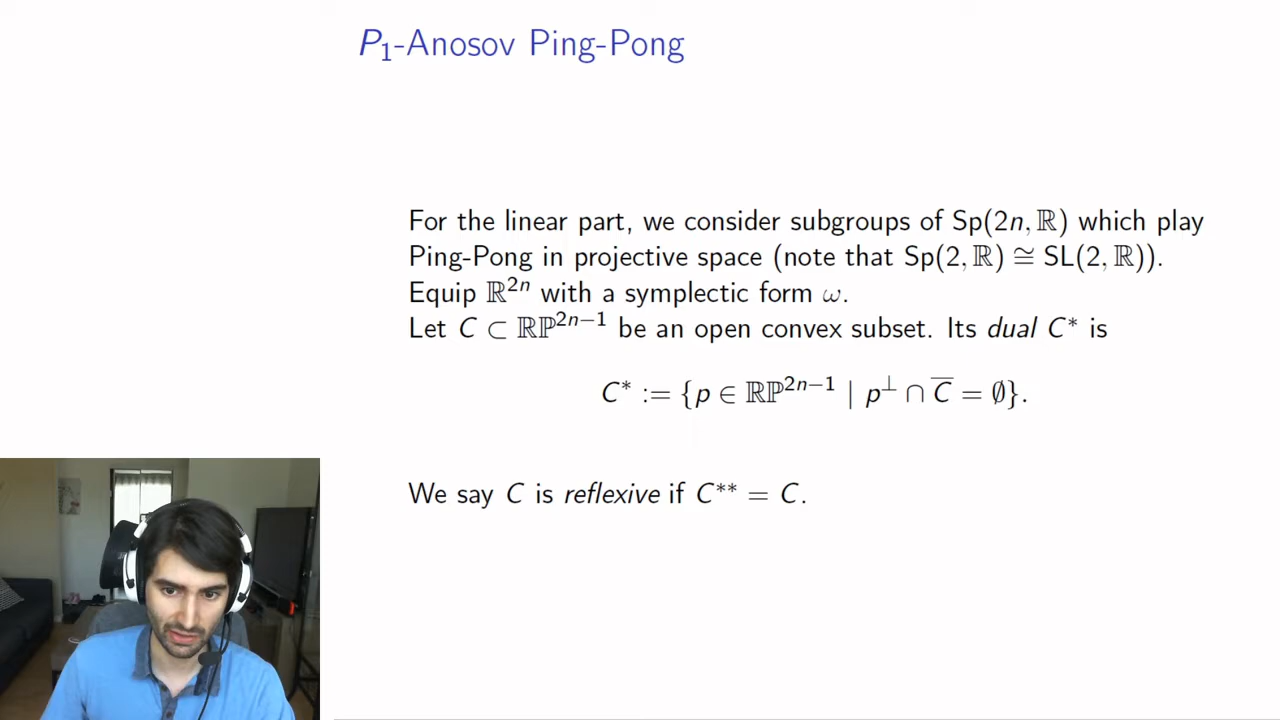 P₁-Anosov Ping-Pong
For the linear part, we consider subgroups of Sp(2n, ℝ) which play
Ping-Pong in projective space (note that Sp(2, ℝ) ≅ SL(2, ℝ)).
Equip ℝ²ⁿ with a symplectic form ω.
Let C ⊂ ℝℙ²ⁿ⁻¹ be an open convex subset. Its dual C* is
C* := {p ∈ ℝℙ²ⁿ⁻¹ | p^⊥ ∩ C̅ = ∅}.
We say C is reflexive if C** = C.